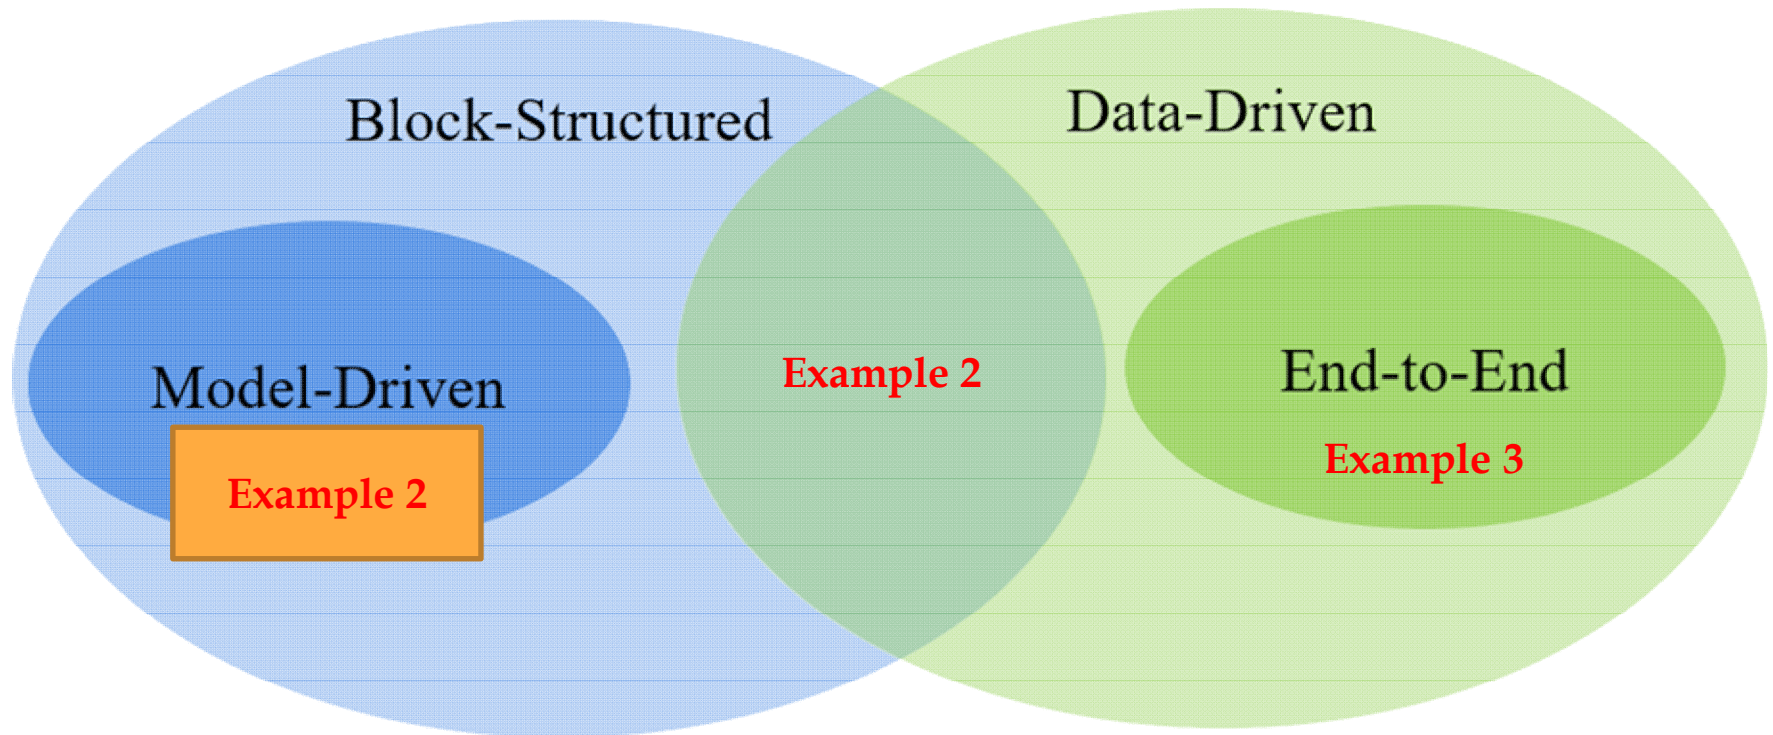 Block-Structured
Data-Driven
Model-Driven
Example 2
Example 2
End-to-End
Example 3